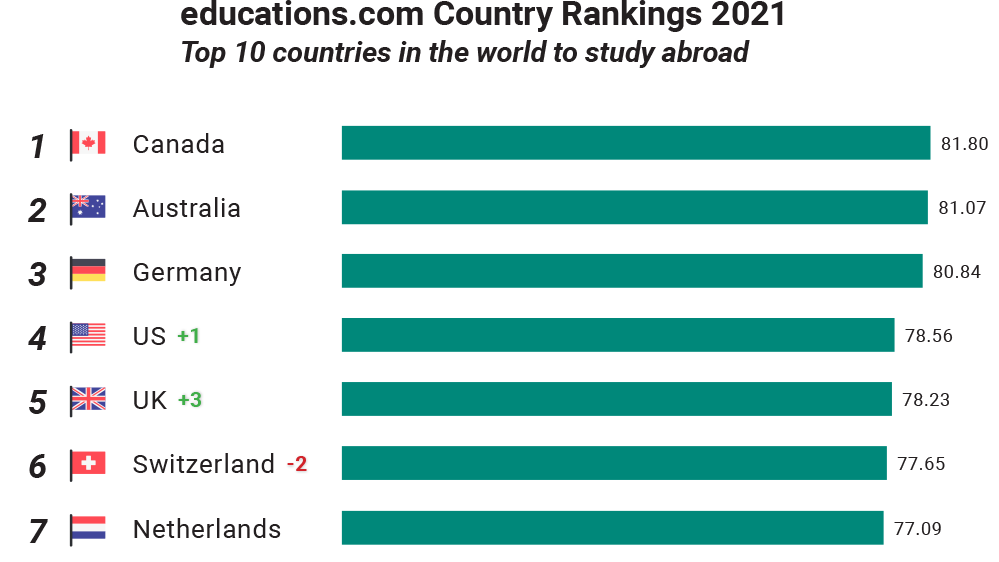 educations.com Country Rankings 2021
Top 10 countries in the world to study abroad
1 Canada 81.80
2 Australia 81.07
3 Germany 80.84
4 US +1 78.56
5 UK +3 78.23
6 Switzerland -2 77.65
7 Netherlands 77.09